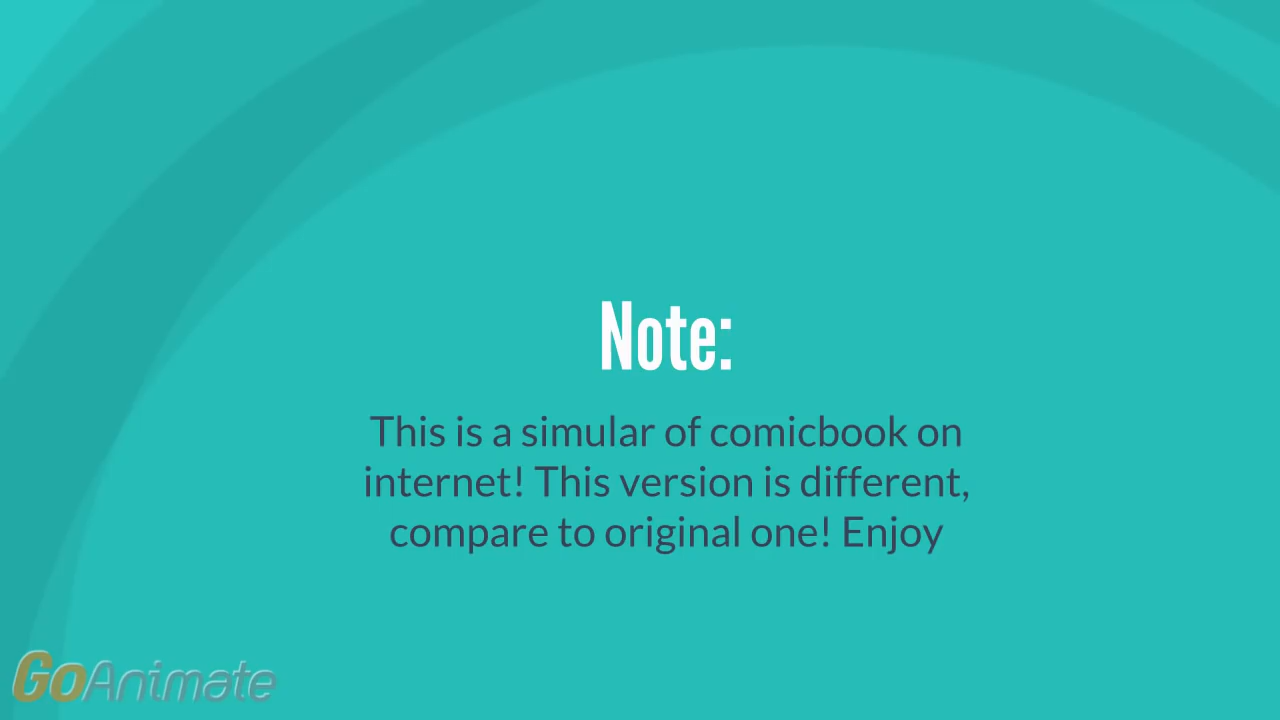 Note:
This is a simular of comicbook on
internet! This version is different,
compare to original one! Enjoy
GoAnimate